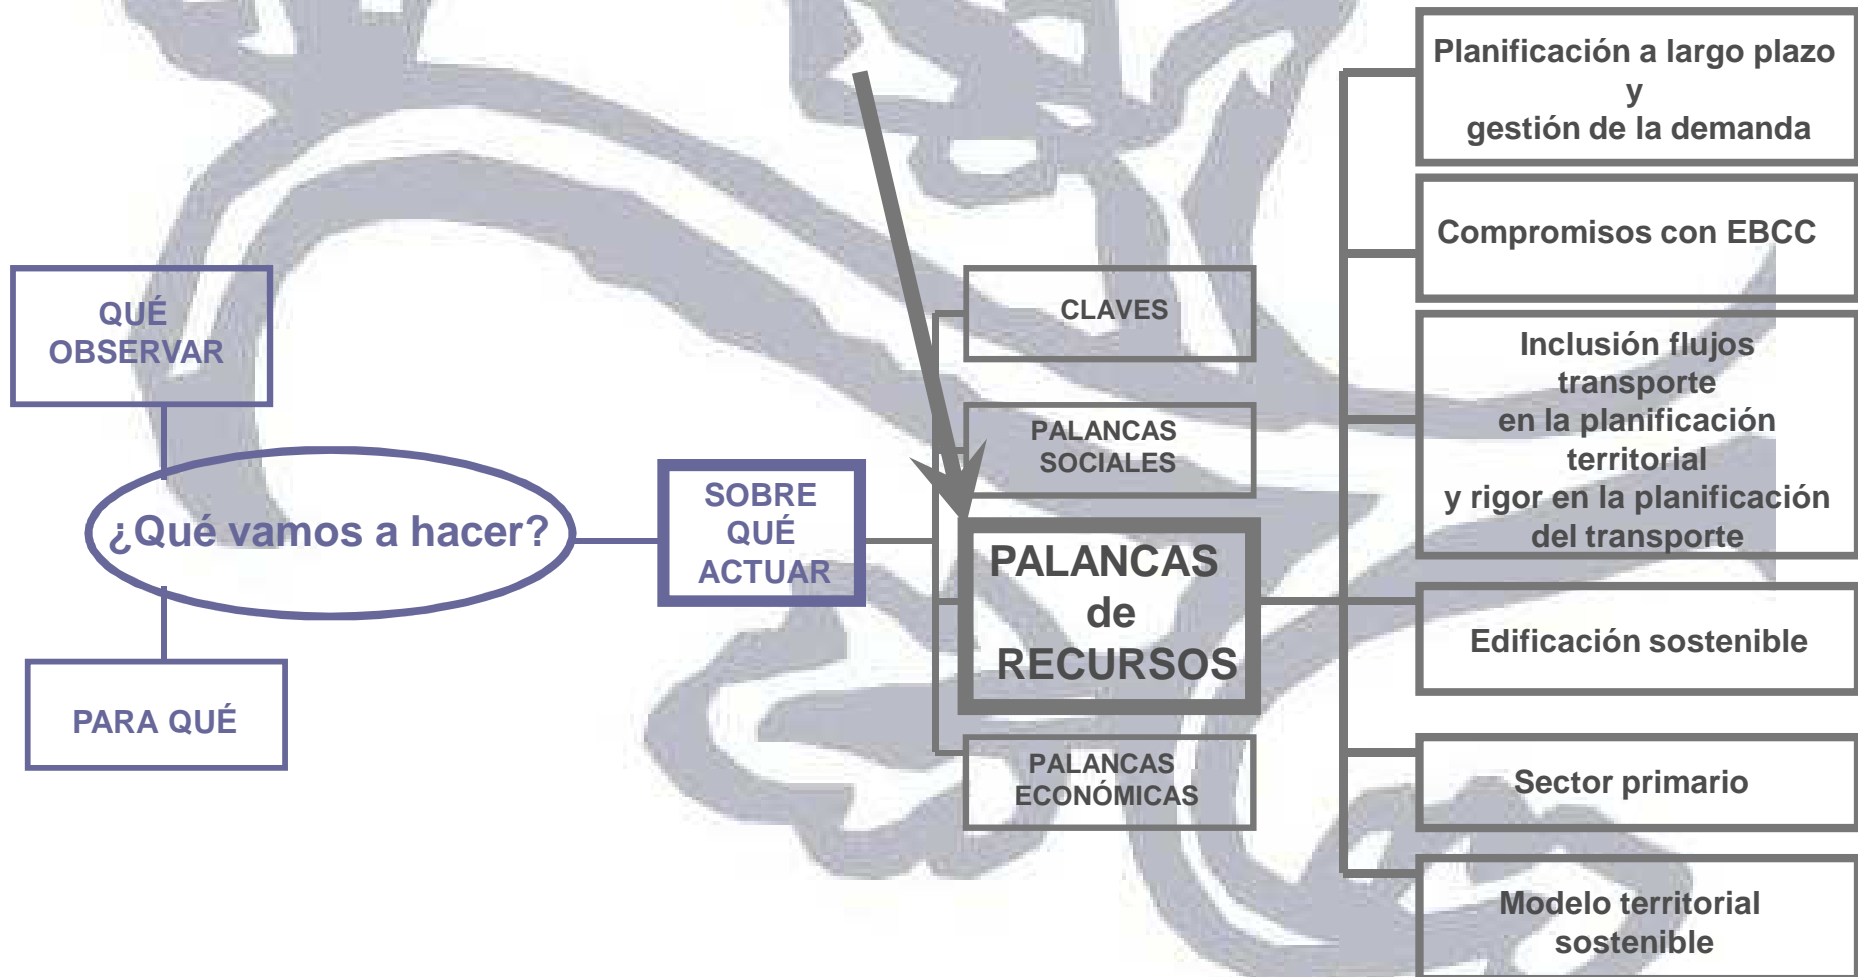 QUÉ
OBSERVAR
¿Qué vamos a hacer?
PARA QUÉ
SOBRE
QUÉ
ACTUAR
CLAVES
PALANCAS
SOCIALES
PALANCAS
de
RECURSOS
PALANCAS
ECONÓMICAS
Planificación a largo plazo
y
gestión de la demanda
Compromisos con EBCC
Inclusión flujos
transporte
en la planificación
territorial
y rigor en la planificación
del transporte
Edificación sostenible
Sector primario
Modelo territorial
sostenible